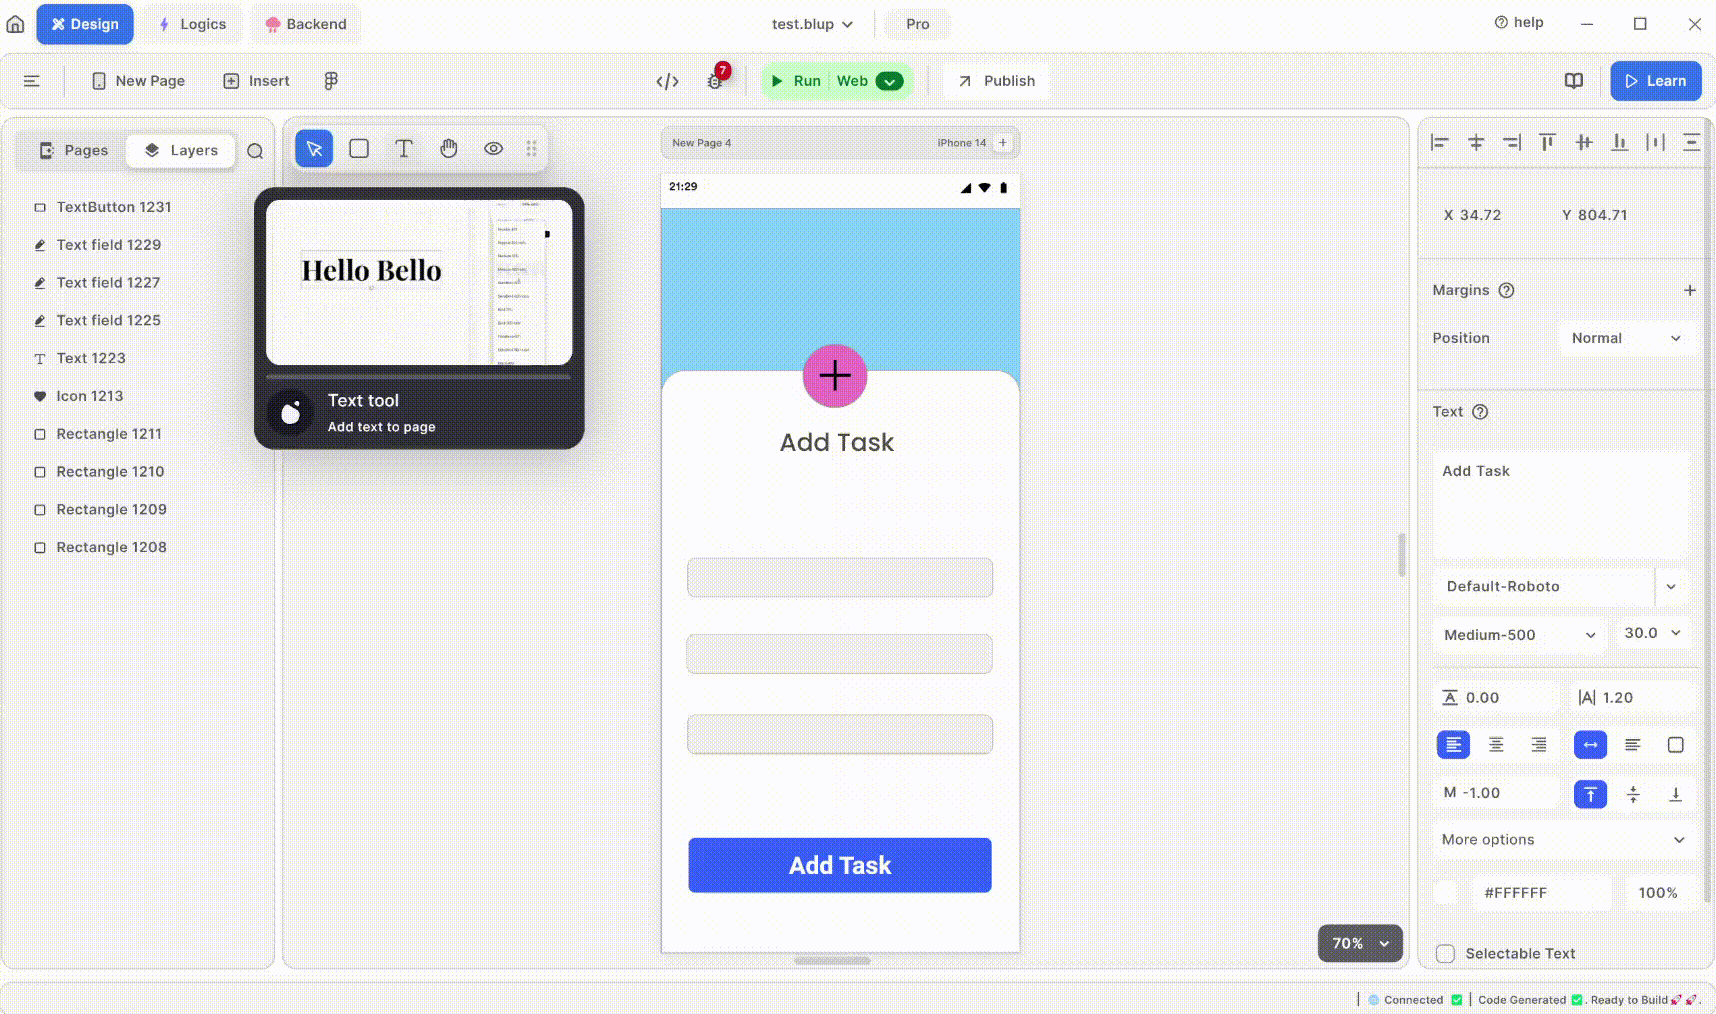 Design
Logics
Backend
test.blup
Pro
help
New Page
Insert
7
Run
Web
Publish
Learn
Pages
Layers
TextButton 1231
Text field 1229
Text field 1227
Text field 1225
Text 1223
Icon 1213
Rectangle 1211
Rectangle 1210
Rectangle 1209
Rectangle 1208
Hello Bello
Text tool
Add text to page
New Page 4
iPhone 14
21:29
Add Task
Add Task
70%
X 34.72
Y 804.71
Margins
Position
Normal
Text
Add Task
Default-Roboto
Medium-500
30.0
0.00
1.20
M -1.00
More options
#FFFFFF
100%
Selectable Text
| Connected | Code Generated . Ready to Build .